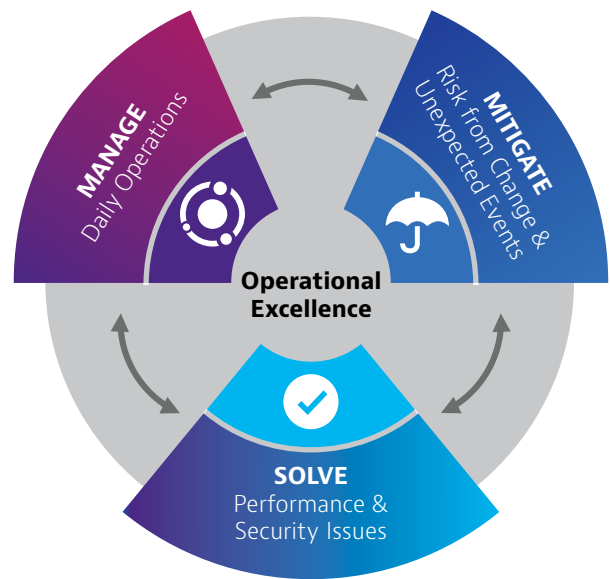 MANAGE
Daily Operations
MITIGATE
Risk from Change &
Unexpected Events
Operational
Excellence
SOLVE
Performance &
Security Issues